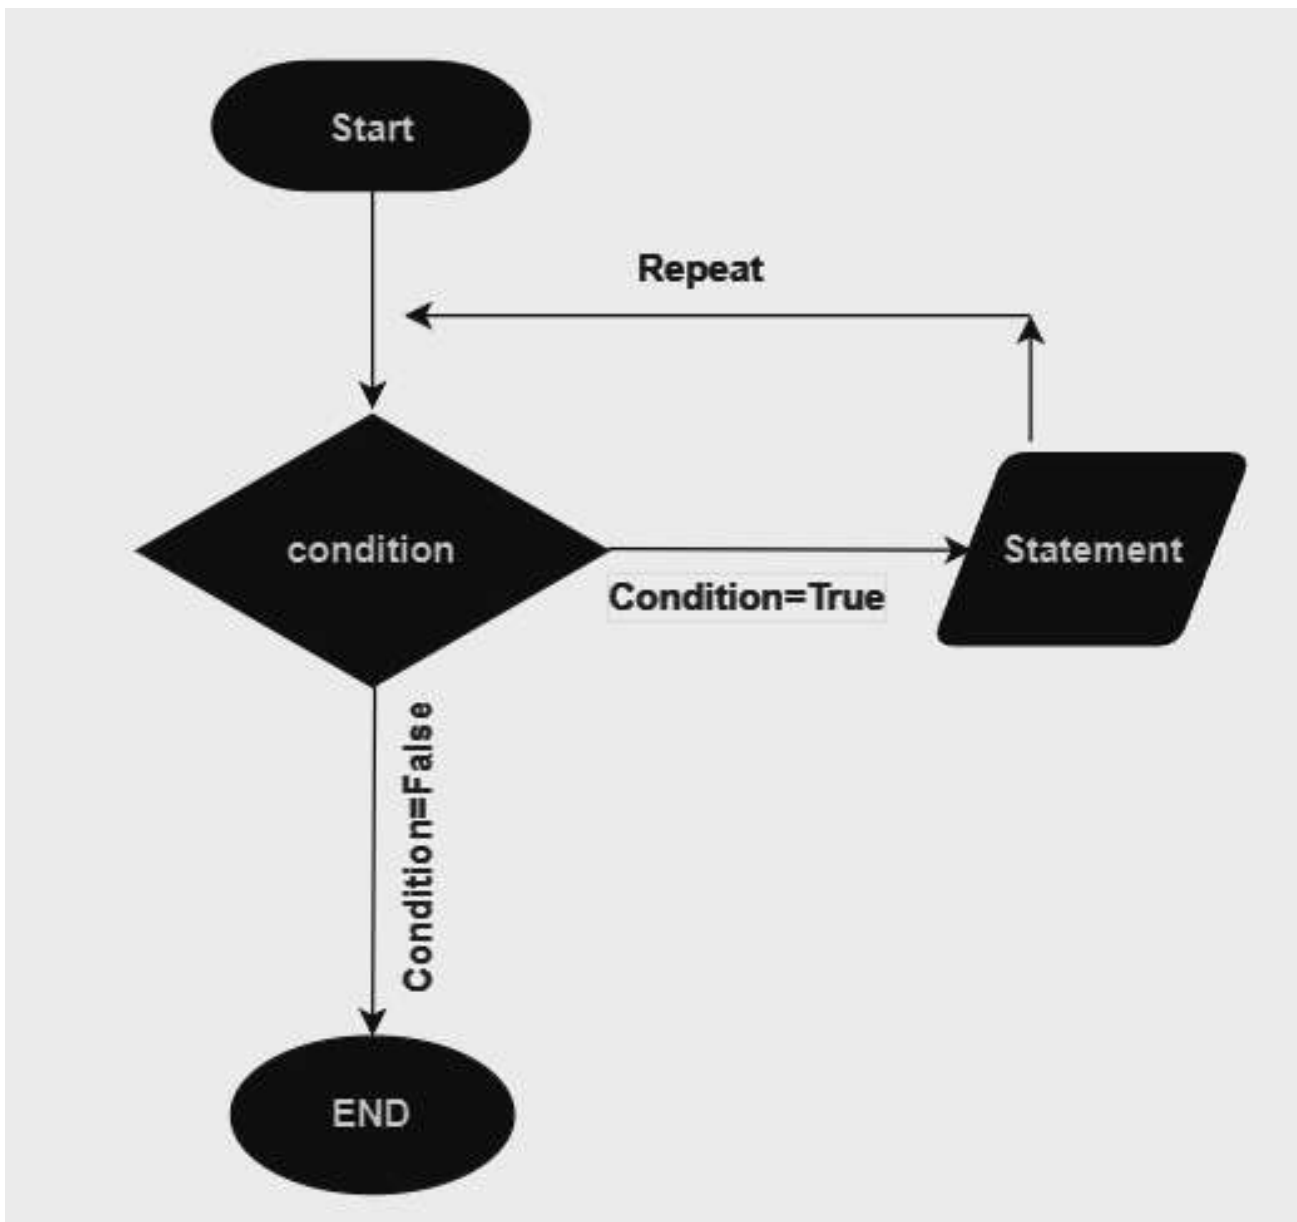 Start
Repeat
condition
Condition=True
Statement
Condition=False
END